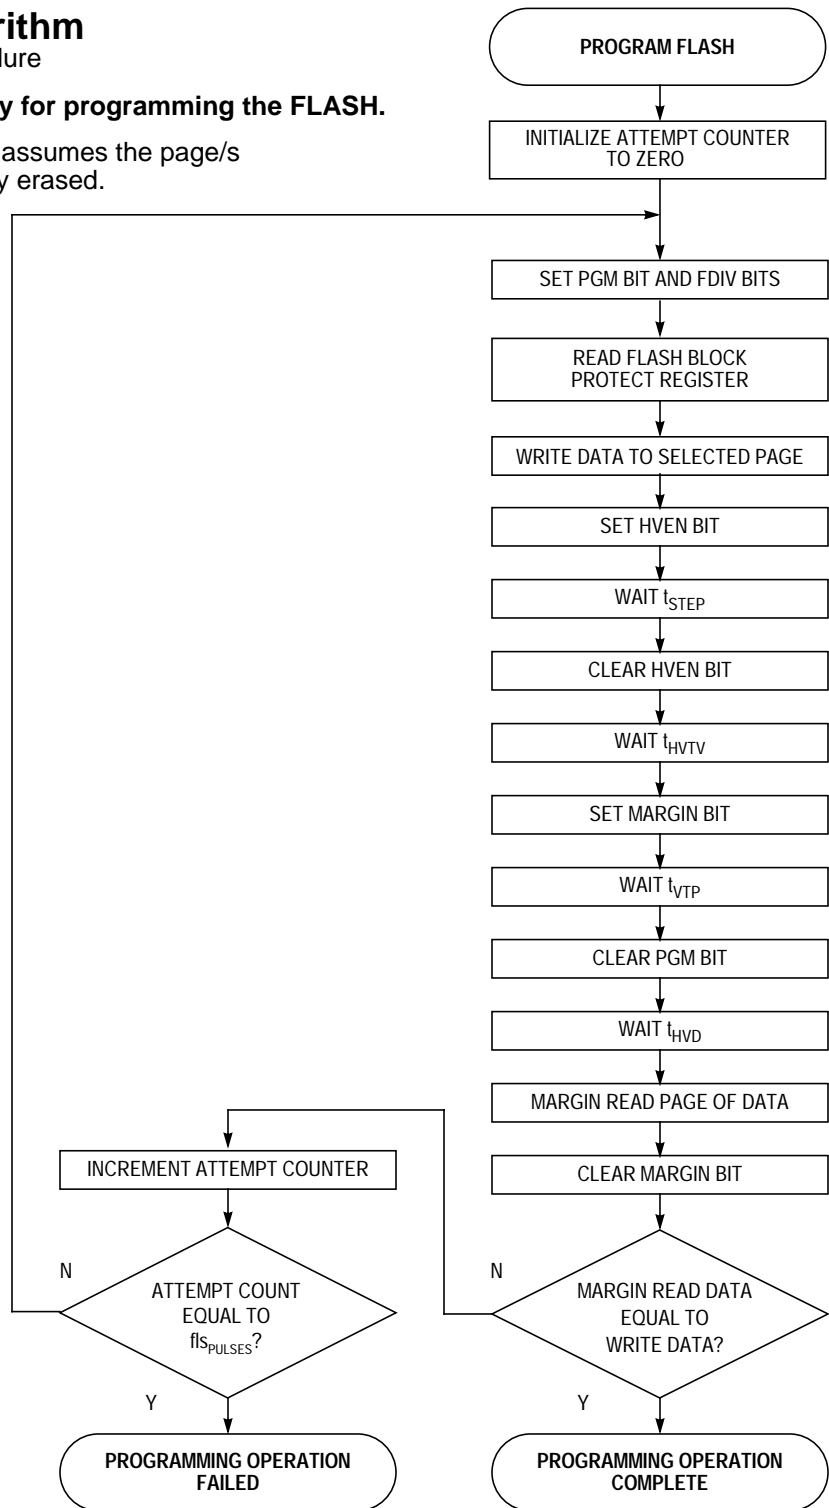 rithm
lure
y for programming the FLASH.
assumes the page/s
y erased.
PROGRAM FLASH
INITIALIZE ATTEMPT COUNTER
TO ZERO
SET PGM BIT AND FDIV BITS
READ FLASH BLOCK
PROTECT REGISTER
WRITE DATA TO SELECTED PAGE
SET HVEN BIT
WAIT tSTEP
CLEAR HVEN BIT
WAIT tHVTV
SET MARGIN BIT
WAIT tVTP
CLEAR PGM BIT
WAIT tHVD
MARGIN READ PAGE OF DATA
INCREMENT ATTEMPT COUNTER
CLEAR MARGIN BIT
N
ATTEMPT COUNT
EQUAL TO
flsPULSES?
Y
N
MARGIN READ DATA
EQUAL TO
WRITE DATA?
Y
PROGRAMMING OPERATION
FAILED
PROGRAMMING OPERATION
COMPLETE